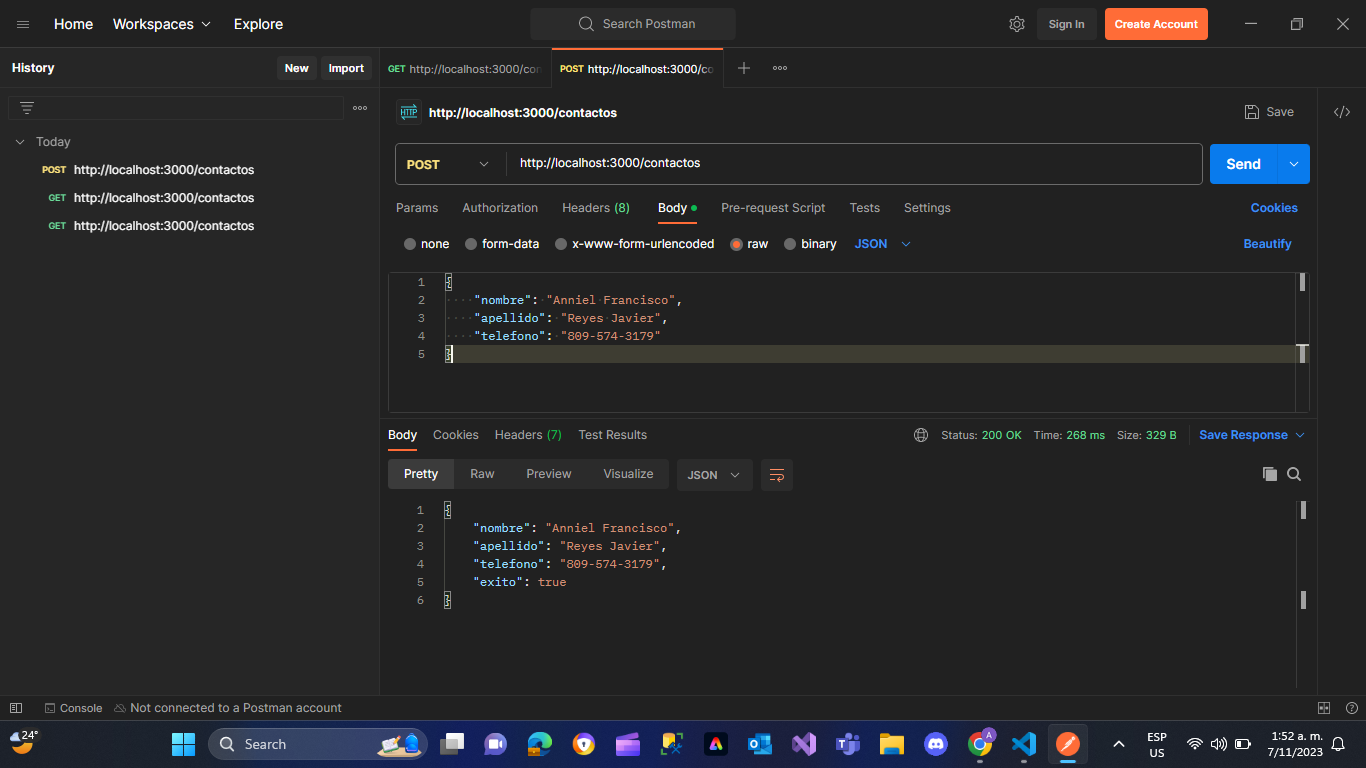 Home Workspaces Explore Search Postman Sign In Create Account
History New Import GET http://localhost:3000/con POST http://localhost:3000/co
HTTP http://localhost:3000/contactos Save
Today
POST http://localhost:3000/contactos
GET http://localhost:3000/contactos
GET http://localhost:3000/contactos
POST http://localhost:3000/contactos Send
Params Authorization Headers (8) Body Pre-request Script Tests Settings Cookies
none form-data x-www-form-urlencoded raw binary JSON Beautify
1 {
2 "nombre": "Anniel Francisco",
3 "apellido": "Reyes Javier",
4 "telefono": "809-574-3179"
5 }
Body Cookies Headers (7) Test Results Status: 200 OK Time: 268 ms Size: 329 B Save Response
Pretty Raw Preview Visualize JSON
1 {
2 "nombre": "Anniel Francisco",
3 "apellido": "Reyes Javier",
4 "telefono": "809-574-3179",
5 "exito": true
6 }
Console Not connected to a Postman account
24° Search A ESP US 1:52 a. m. 7/11/2023